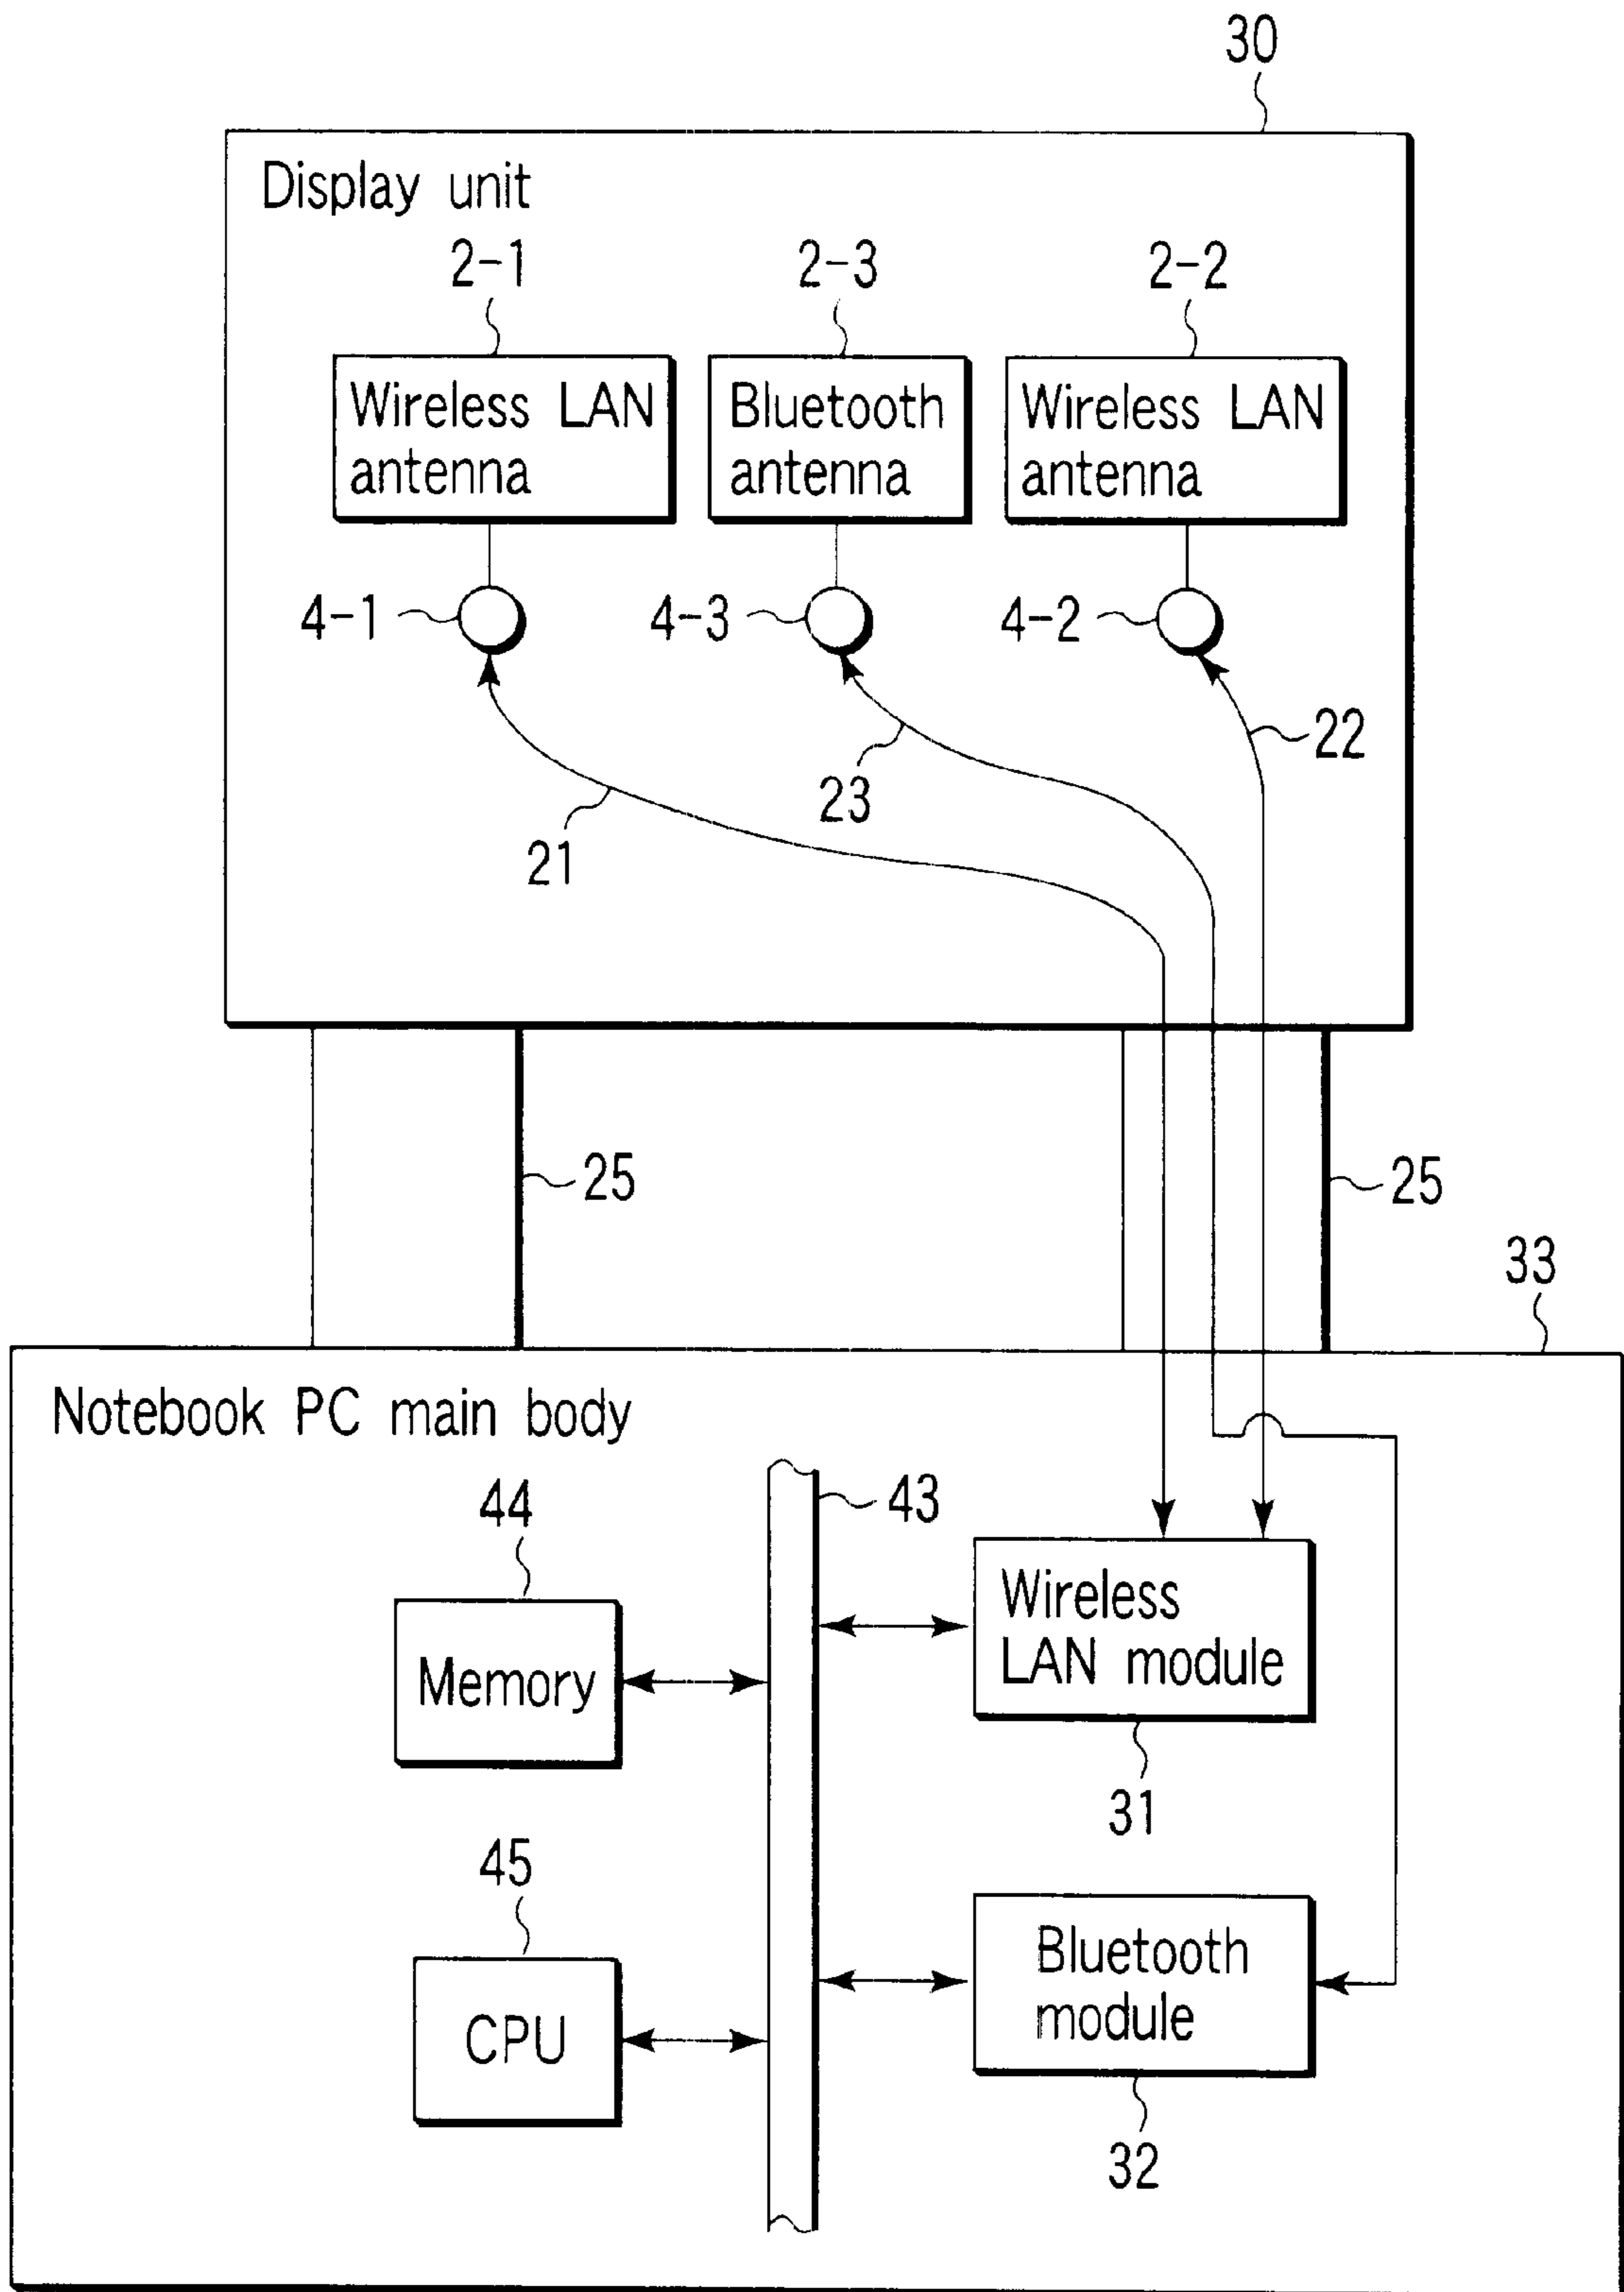 30
Display unit
2-1
2-3
2-2
Wireless LAN
antenna
Bluetooth
antenna
Wireless LAN
antenna
4-1
4-3
4-2
22
23
21
25
25
33
Notebook PC main body
43
44
Wireless
LAN module
Memory
31
45
Bluetooth
module
CPU
32